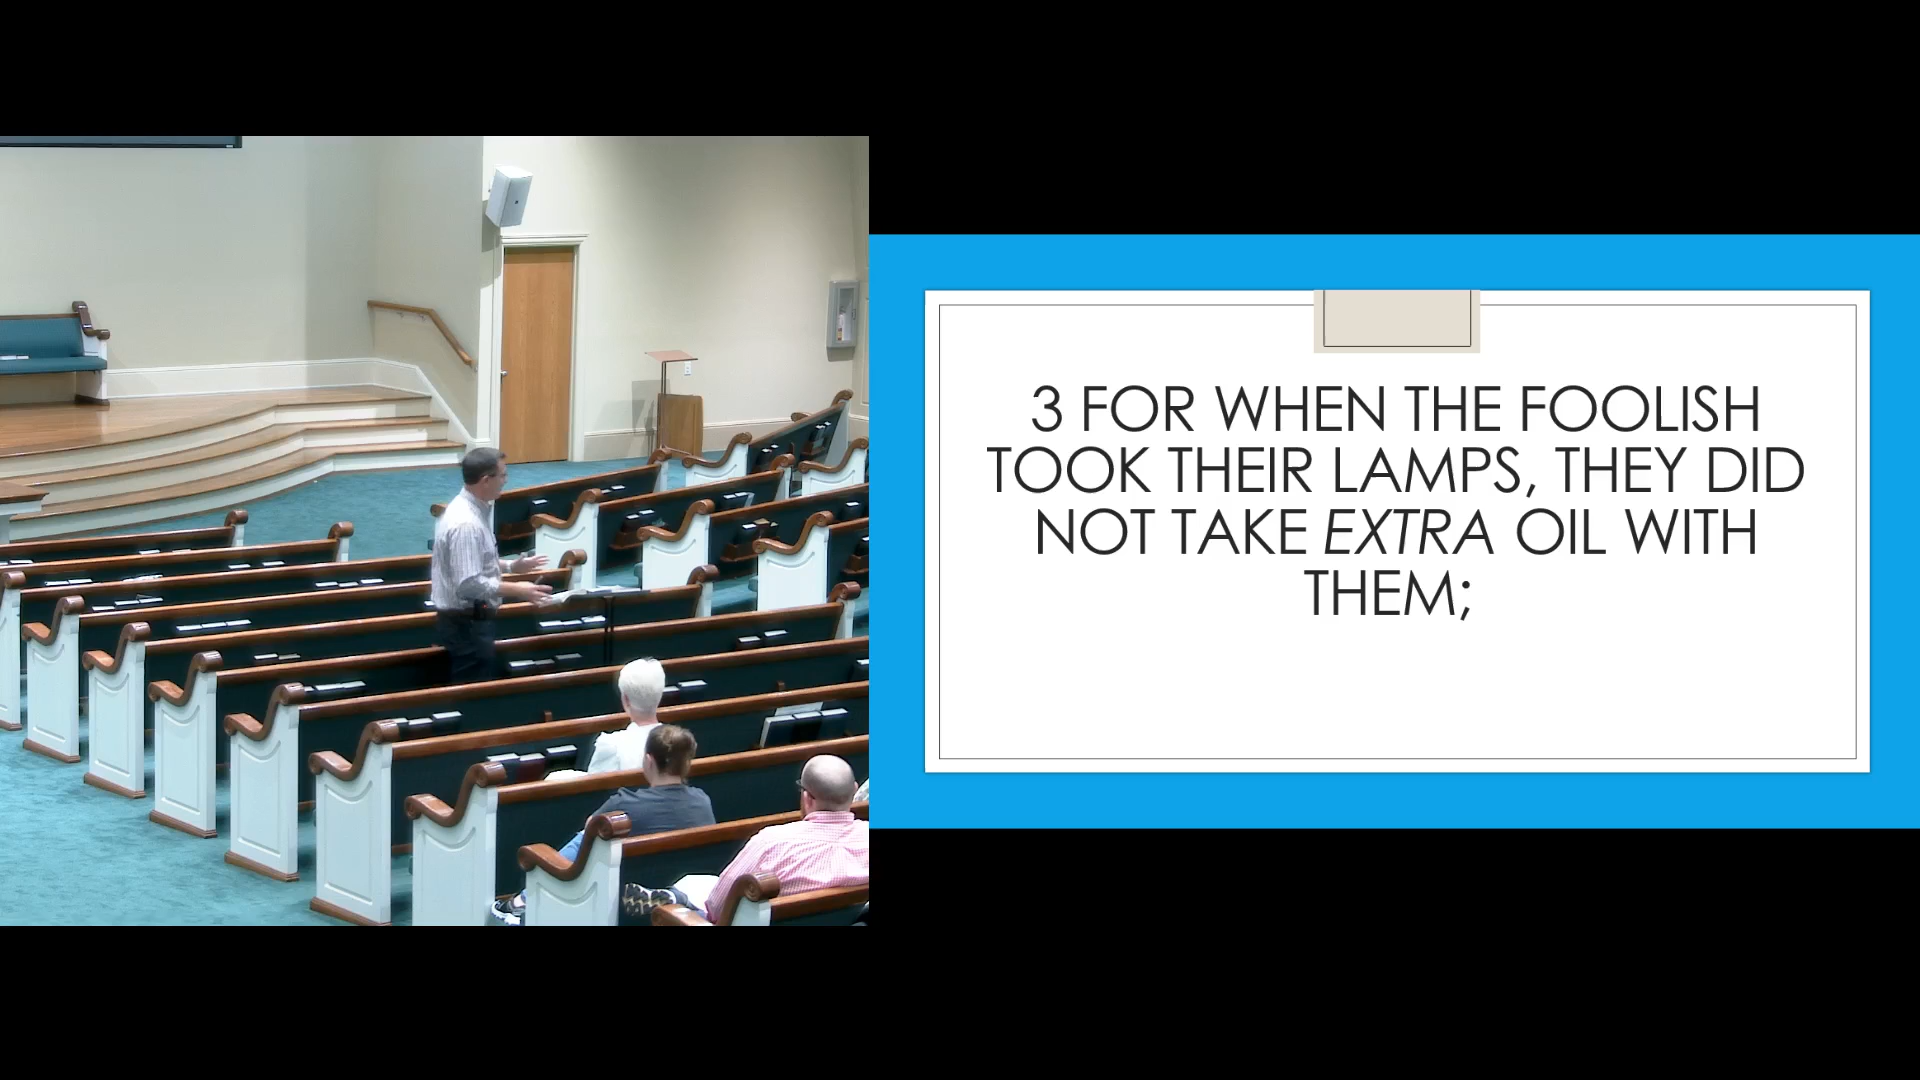 3 FOR WHEN THE FOOLISH
TOOK THEIR LAMPS, THEY DID
NOT TAKE EXTRA OIL WITH
THEM;